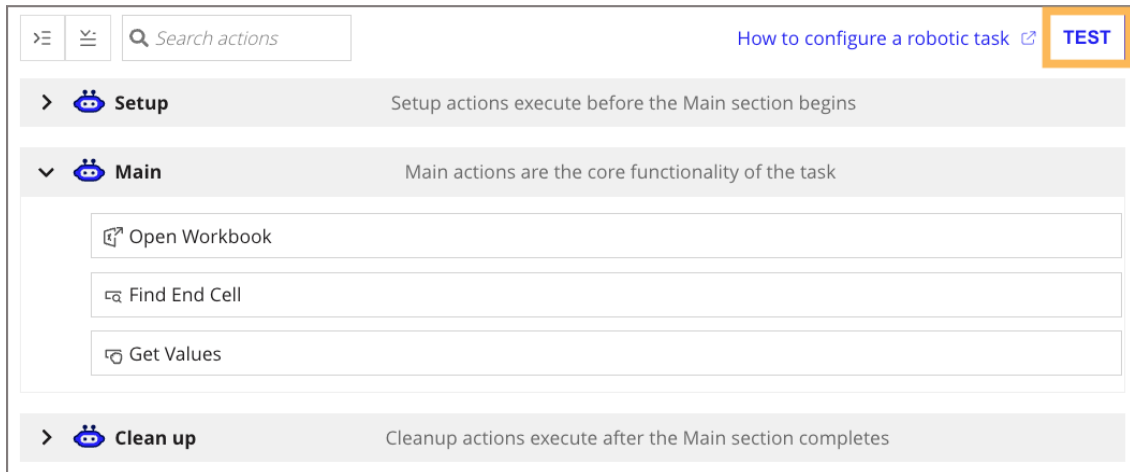 Search actions How to configure a robotic task TEST
Setup Setup actions execute before the Main section begins
Main Main actions are the core functionality of the task
Open Workbook
Find End Cell
Get Values
Clean up Cleanup actions execute after the Main section completes